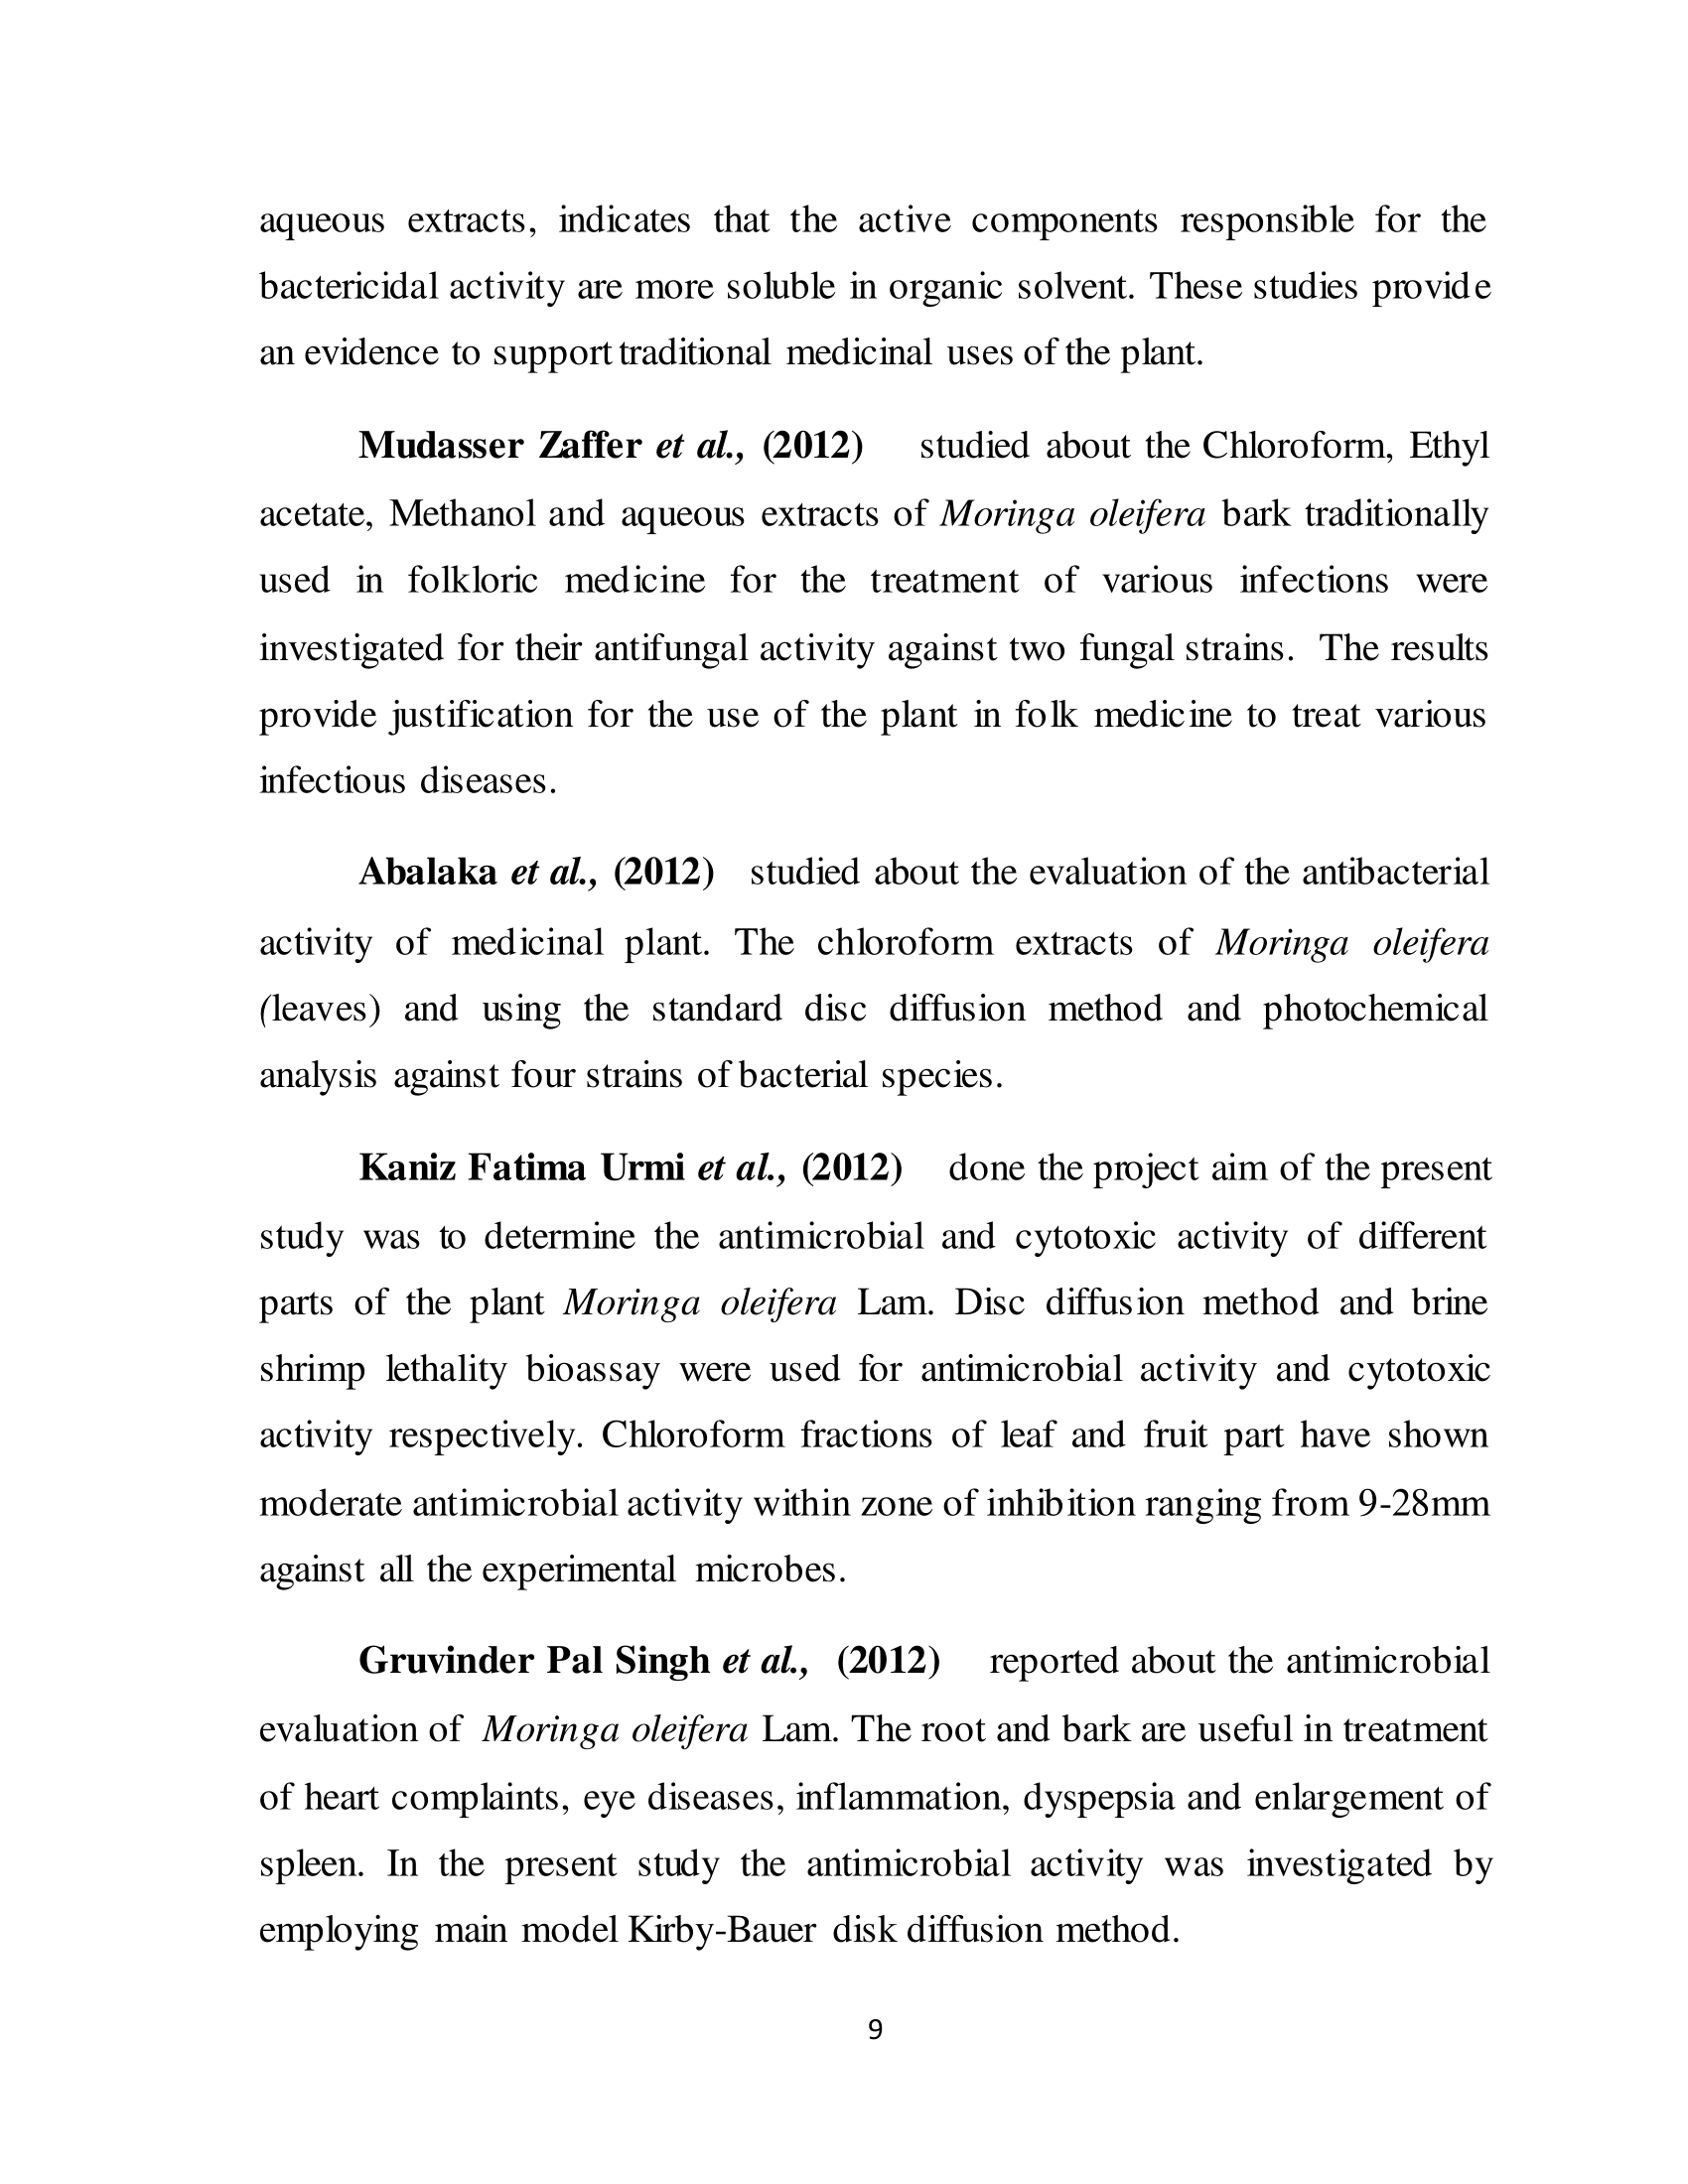 aqueous extracts, indicates that the active components responsible for the
bactericidal activity are more soluble in organic solvent. These studies provide
an evidence to support traditional medicinal uses of the plant.
Mudasser Zaffer et al., (2012) studied about the Chloroform, Ethyl
acetate, Methanol and aqueous extracts of Moringa oleifera bark traditionally
used in folkloric medicine for the treatment of various infections were
investigated for their antifungal activity against two fungal strains. The results
provide justification for the use of the plant in folk medicine to treat various
infectious diseases.
Abalaka et al., (2012) studied about the evaluation of the antibacterial
activity of medicinal plant. The chloroform extracts of Moringa oleifera
(leaves) and using the standard disc diffusion method and photochemical
analysis against four strains of bacterial species.
Kaniz Fatima Urmi et al., (2012) done the project aim of the present
study was to determine the antimicrobial and cytotoxic activity of different
parts of the plant Moringa oleifera Lam. Disc diffusion method and brine
shrimp lethality bioassay were used for antimicrobial activity and cytotoxic
activity respectively. Chloroform fractions of leaf and fruit part have shown
moderate antimicrobial activity within zone of inhibition ranging from 9-28mm
against all the experimental microbes.
Gruvinder Pal Singh et al., (2012) reported about the antimicrobial
evaluation of Moringa oleifera Lam. The root and bark are useful in treatment
of heart complaints, eye diseases, inflammation, dyspepsia and enlargement of
spleen. In the present study the antimicrobial activity was investigated by
employing main model Kirby-Bauer disk diffusion method.
9